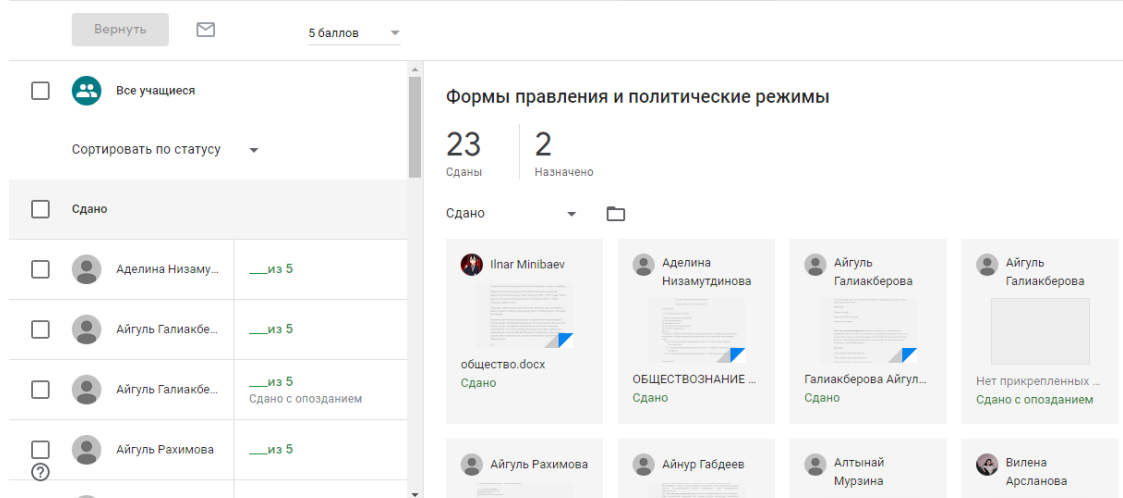 Вернуть
5 баллов
Все учащиеся
Сортировать по статусу
Сдано
Аделина Низаму...
___из 5
Айгуль Галиакбе...
___из 5
Айгуль Галиакбе...
___из 5
Сдано с опозданием
Айгуль Рахимова
___из 5
Формы правления и политические режимы
23
Сданы
2
Назначено
Сдано
Ilnar Minibaev
общество.docx
Сдано
Аделина
Низамутдинова
ОБЩЕСТВОЗНАНИЕ ...
Сдано
Айгуль
Галиакберова
Галиакберова Айгул...
Сдано
Айгуль
Галиакберова
Нет прикрепленных ...
Сдано с опозданием
Айгуль Рахимова
Айнур Габдеев
Алтынай
Мурзина
Вилена
Арсланова